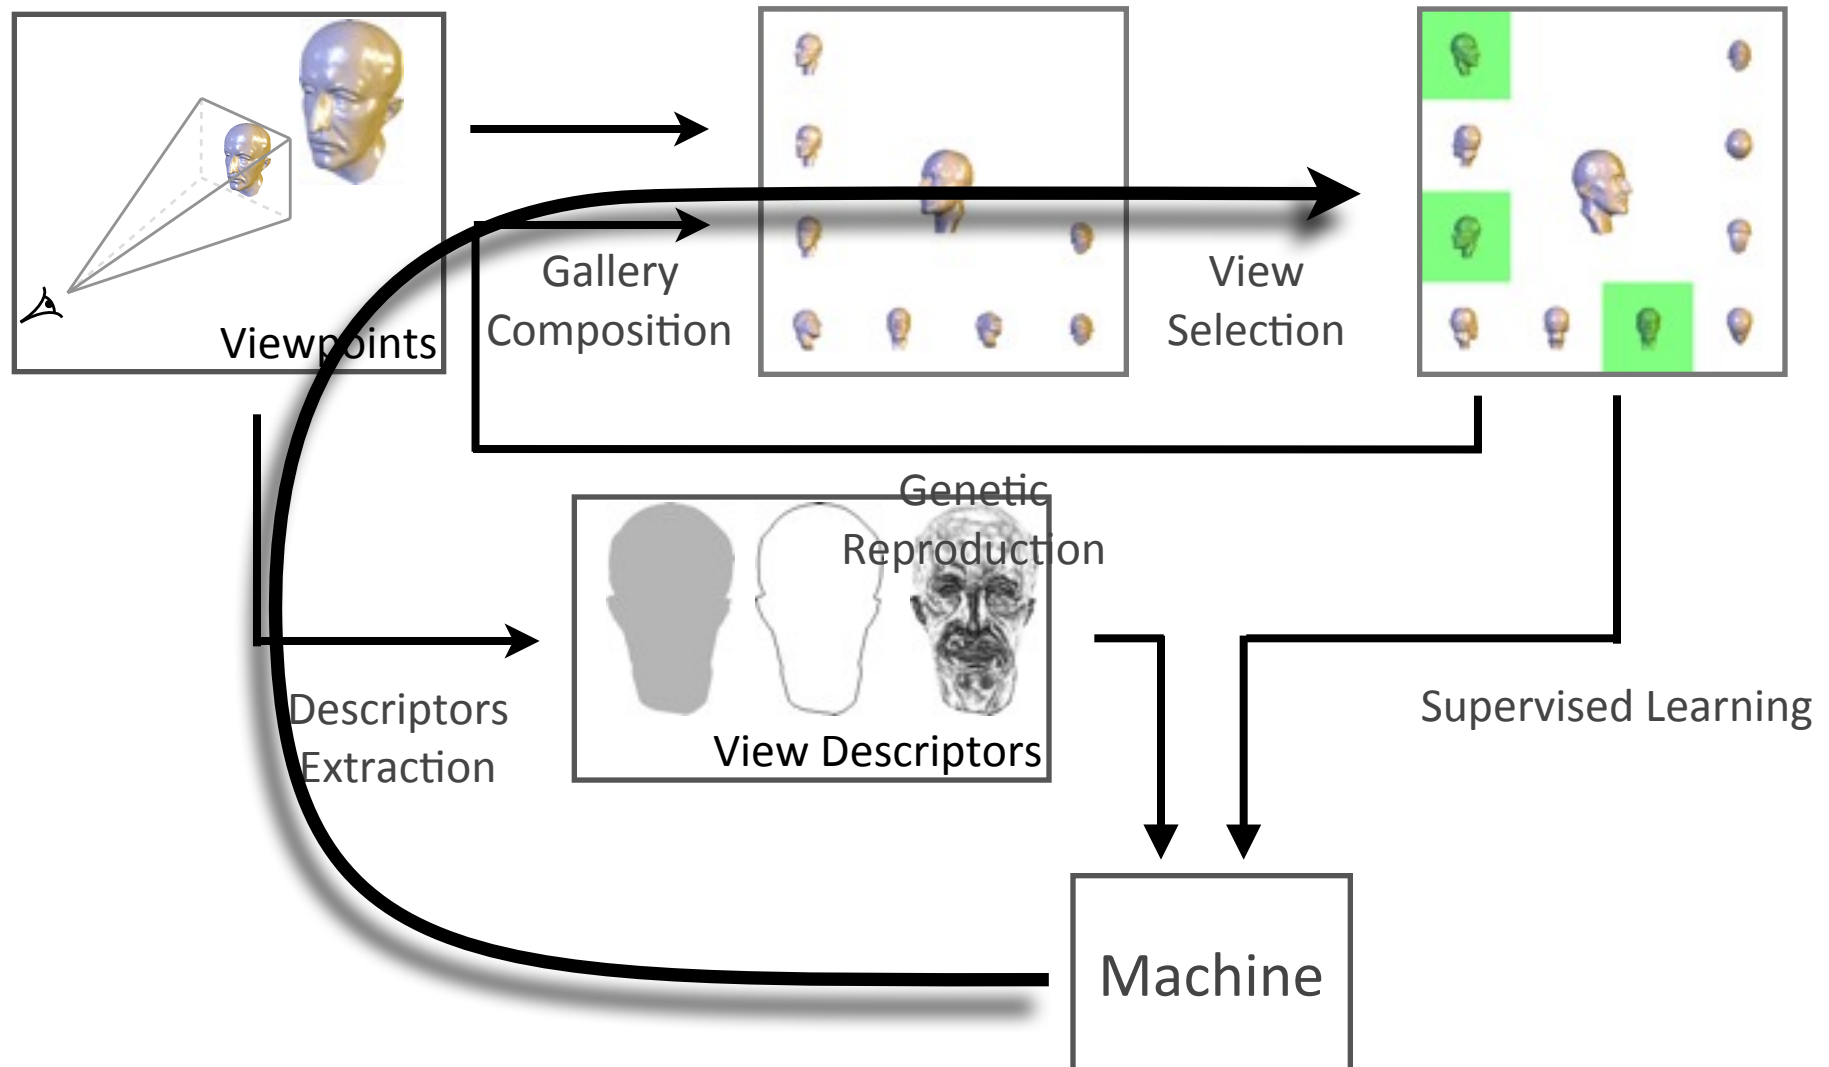 Viewpoints
Gallery
Composition
View
Selection
Genetic
Reproduction
Descriptors
Extraction
View Descriptors
Supervised Learning
Machine